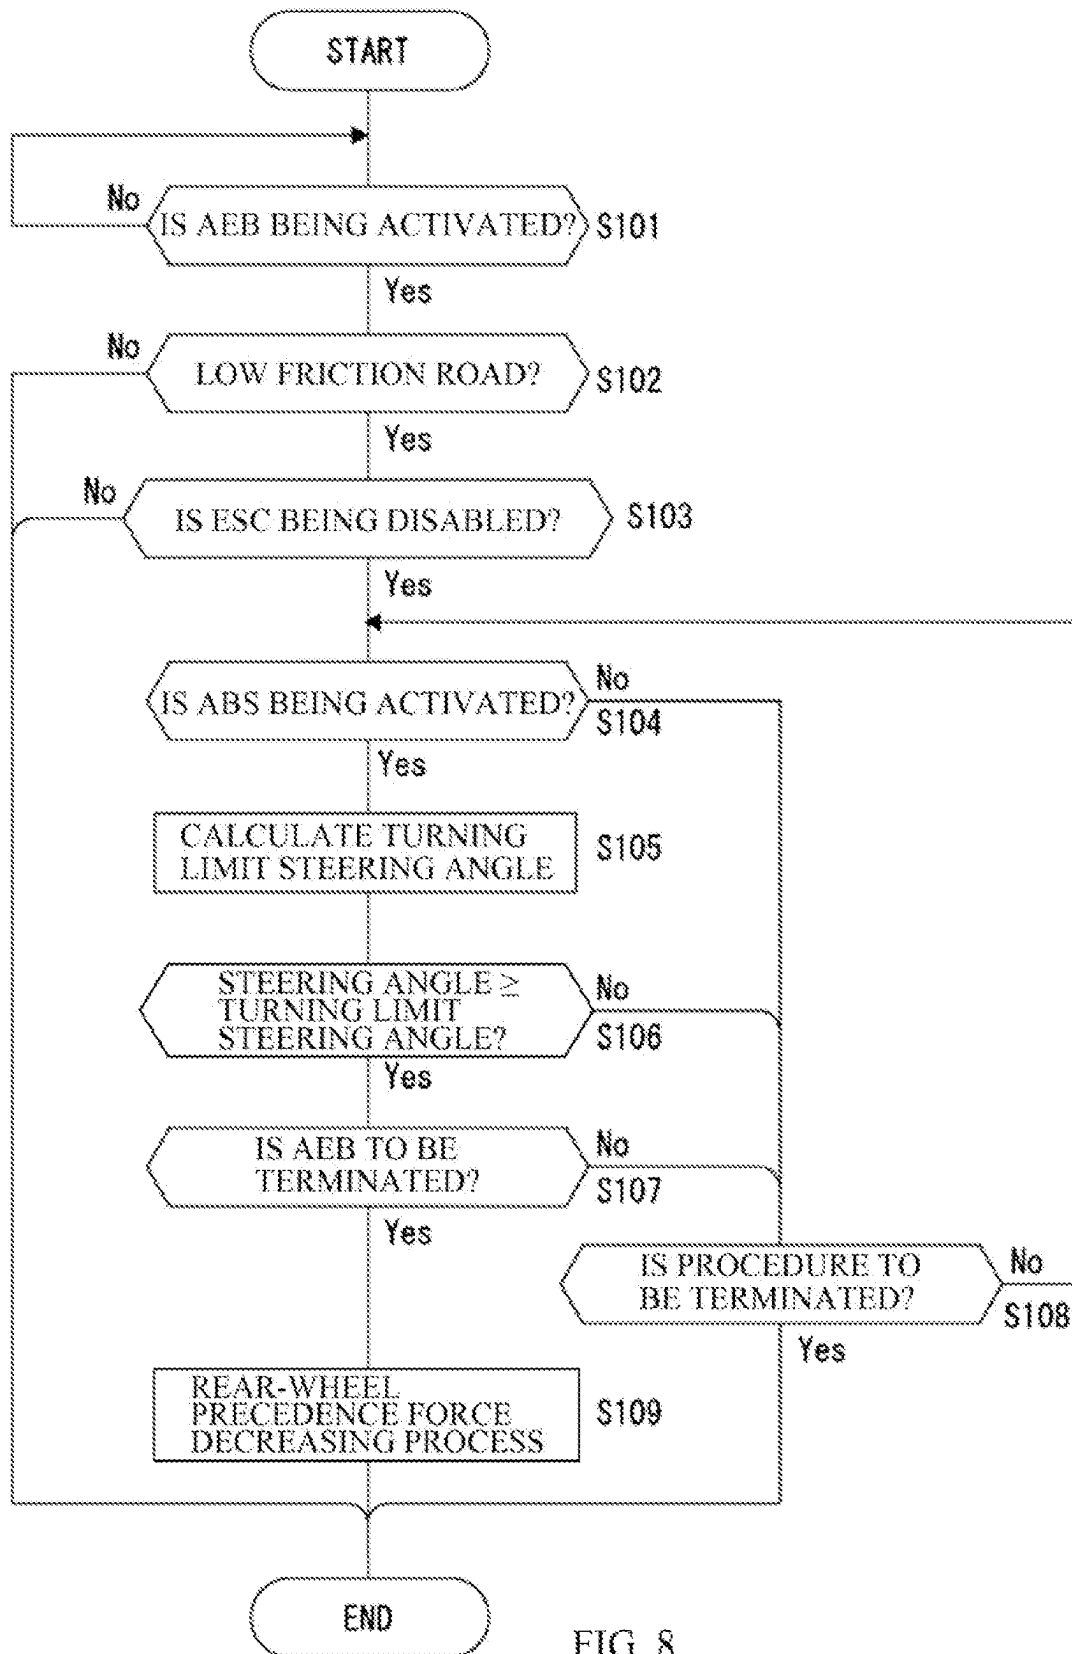 START
No
IS AEB BEING ACTIVATED?
S101
Yes
No
LOW FRICTION ROAD?
S102
Yes
No
IS ESC BEING DISABLED?
S103
Yes
IS ABS BEING ACTIVATED?
No
S104
Yes
CALCULATE TURNING
LIMIT STEERING ANGLE
S105
STEERING ANGLE ≥
TURNING LIMIT
STEERING ANGLE?
No
S106
Yes
IS AEB TO BE
TERMINATED?
No
S107
Yes
IS PROCEDURE TO
BE TERMINATED?
No
S108
Yes
REAR-WHEEL
PRECEDENCE FORCE
DECREASING PROCESS
S109
END
FIG. 8